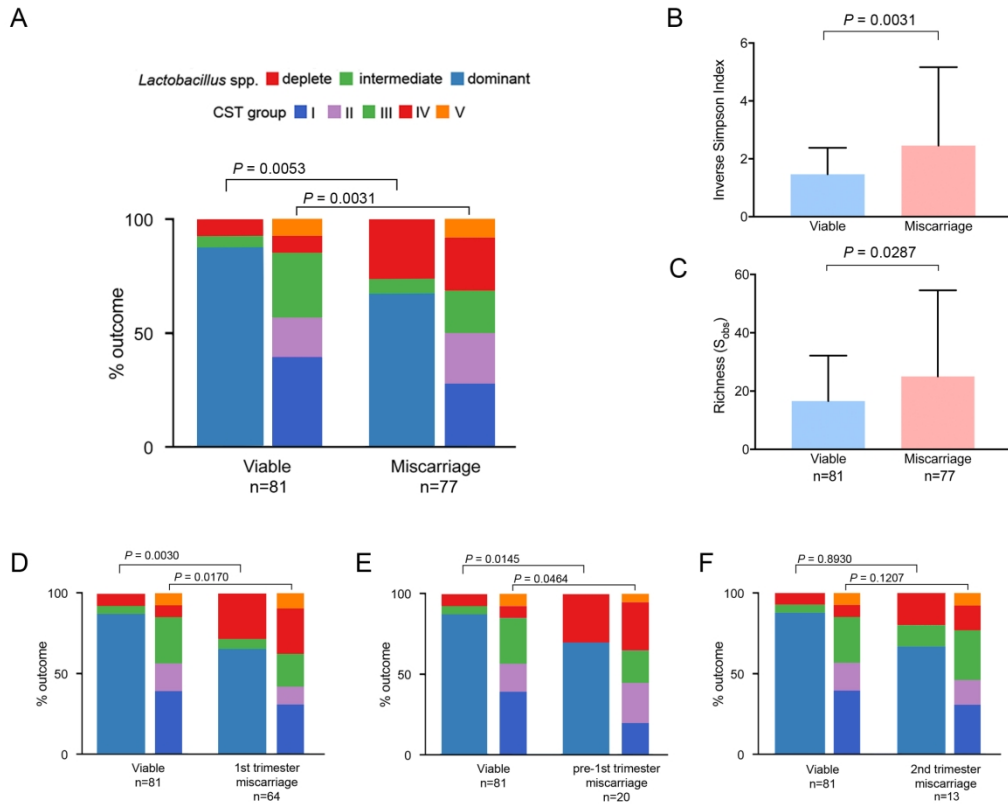 A
Lactobacillus spp. deplete intermediate dominant
CST group I II III IV V
P = 0.0053
P = 0.0031
100
50
0
% outcome
Viable
n=81
Miscarriage
n=77
B
P = 0.0031
6
4
2
0
Inverse Simpson Index
Viable
Miscarriage
C
P = 0.0287
60
40
20
0
Richness (Sobs)
Viable
n=81
Miscarriage
n=77
D
P = 0.0030
P = 0.0170
100
50
0
% outcome
Viable
n=81
1st trimester
miscarriage
n=64
E
P = 0.0145
P = 0.0464
100
50
0
% outcome
Viable
n=81
pre-1st trimester
miscarriage
n=20
F
P = 0.8930
P = 0.1207
100
50
0
% outcome
Viable
n=81
2nd trimester
miscarriage
n=13